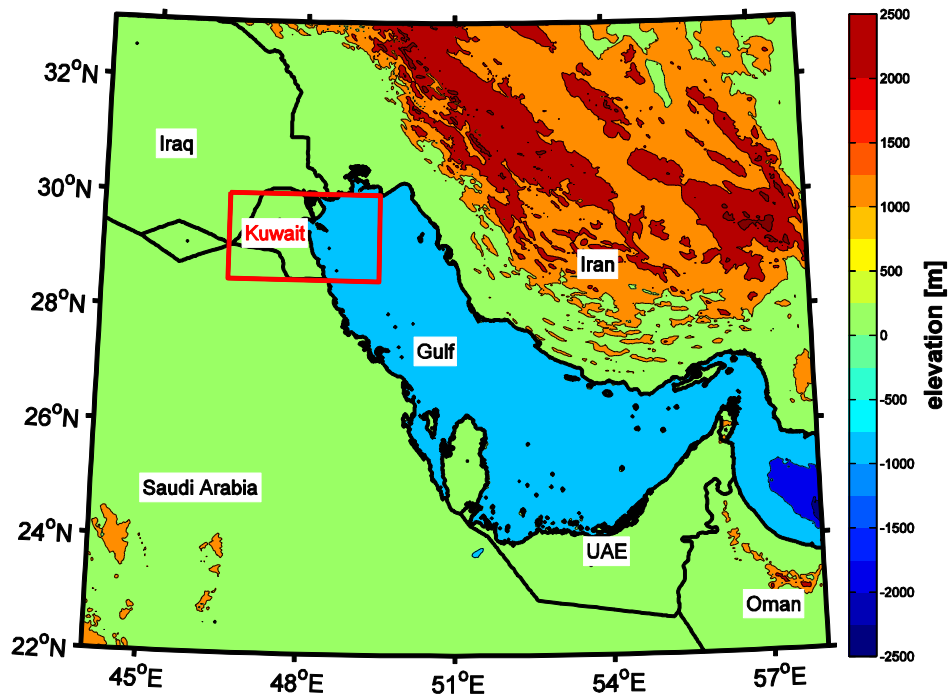 32°N
30°N
28°N
26°N
24°N
22°N
45°E
48°E
51°E
54°E
57°E
Iraq
Kuwait
Iran
Gulf
Saudi Arabia
UAE
Oman
2500
2000
1500
1000
500
0
-500
-1000
-1500
-2000
-2500
elevation [m]